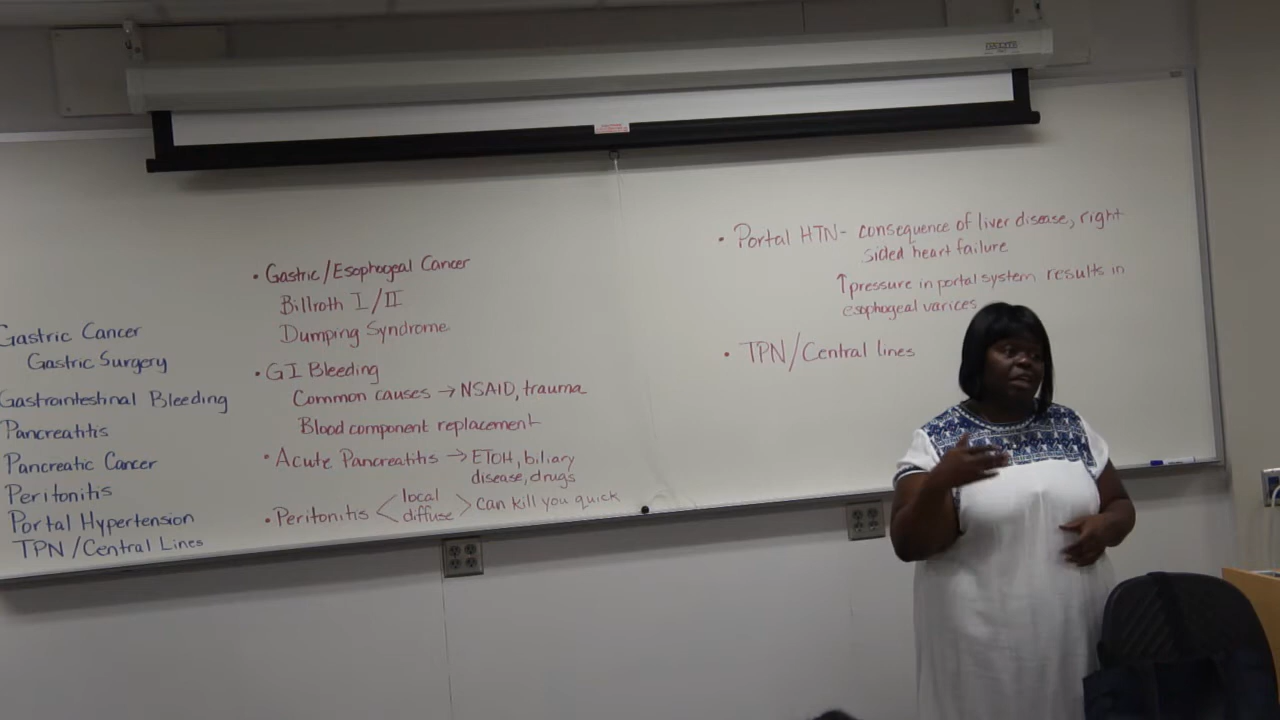 Gastric Cancer
Gastric Surgery
Gastrointestinal Bleeding
Pancreatitis
Pancreatic Cancer
Peritonitis
Portal Hypertension
TPN/Central Lines
• Gastric/Esophageal Cancer
Billroth I/II
Dumping Syndrome
• GI Bleeding
Common causes → NSAID, trauma
Blood component replacement
• Acute Pancreatitis → ETOH, biliary
disease, drugs
• Peritonitis < local
diffuse > can kill you quick
• Portal HTN- consequence of liver disease, right
sided heart failure
↑pressure in portal system results in
esophageal varices
• TPN/Central lines